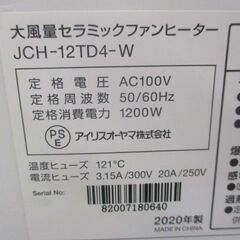 大風量セラミックファンヒーター
JCH-12TD4-W
定格電圧 AC100V
定格周波数 50/60Hz
定格消費電力 1200W
PSE アイリスオーヤマ株式会社
温度ヒューズ 121℃
電流ヒューズ 3.15A/300V 20A/250V
Serial No:
82007180640
2020年製
MADE IN CHINA